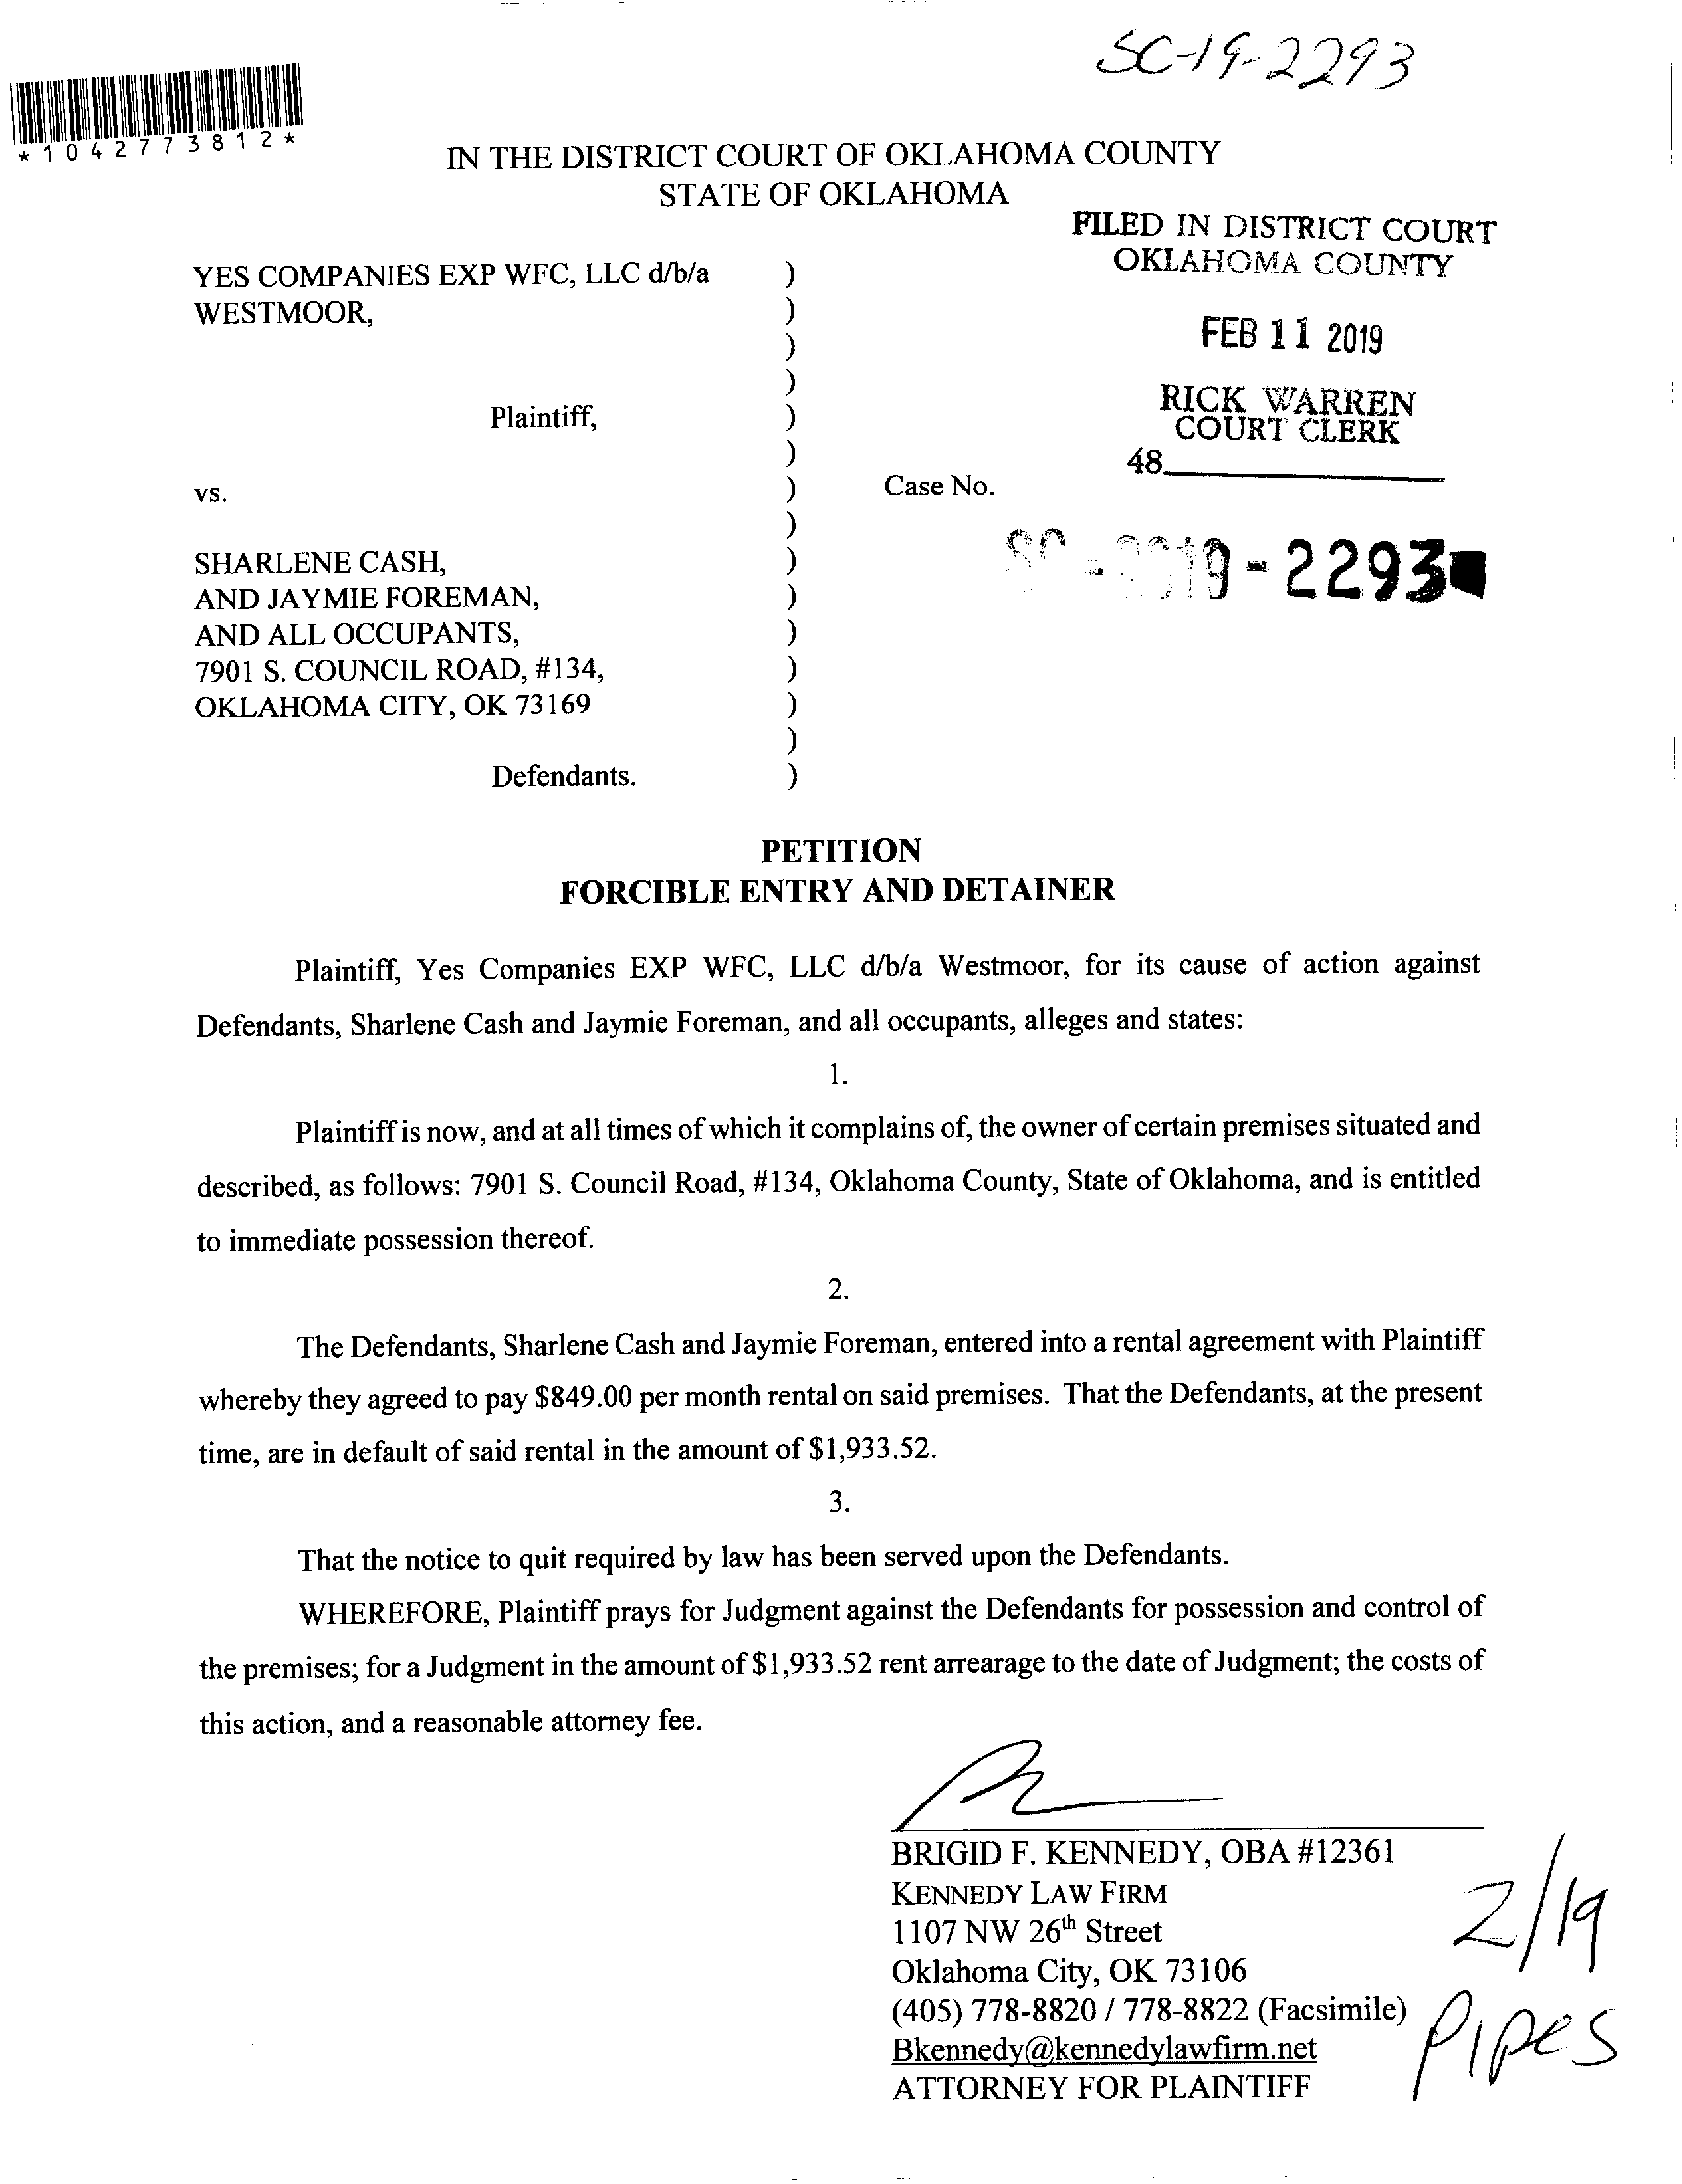 SC-19-2293
*1042773812*
IN THE DISTRICT COURT OF OKLAHOMA COUNTY
STATE OF OKLAHOMA
FILED IN DISTRICT COURT
OKLAHOMA COUNTY
FEB 11 2019
RICK WARREN
COURT CLERK
48
YES COMPANIES EXP WFC, LLC d/b/a )
WESTMOOR, )
)
)
Plaintiff, )
)
vs. ) Case No.
)
SC-2019-2293
SHARLENE CASH, )
AND JAYMIE FOREMAN, )
AND ALL OCCUPANTS, )
7901 S. COUNCIL ROAD, #134, )
OKLAHOMA CITY, OK 73169 )
)
Defendants. )
PETITION
FORCIBLE ENTRY AND DETAINER
Plaintiff, Yes Companies EXP WFC, LLC d/b/a Westmoor, for its cause of action against
Defendants, Sharlene Cash and Jaymie Foreman, and all occupants, alleges and states:
1.
Plaintiff is now, and at all times of which it complains of, the owner of certain premises situated and
described, as follows: 7901 S. Council Road, #134, Oklahoma County, State of Oklahoma, and is entitled
to immediate possession thereof.
2.
The Defendants, Sharlene Cash and Jaymie Foreman, entered into a rental agreement with Plaintiff
whereby they agreed to pay $849.00 per month rental on said premises. That the Defendants, at the present
time, are in default of said rental in the amount of $1,933.52.
3.
That the notice to quit required by law has been served upon the Defendants.
WHEREFORE, Plaintiff prays for Judgment against the Defendants for possession and control of
the premises; for a Judgment in the amount of $1,933.52 rent arrearage to the date of Judgment; the costs of
this action, and a reasonable attorney fee.
BRIGID F. KENNEDY, OBA #12361
KENNEDY LAW FIRM
1107 NW 26th Street
Oklahoma City, OK 73106
(405) 778-8820 / 778-8822 (Facsimile)
Bkennedy@kennedylawfirm.net
ATTORNEY FOR PLAINTIFF
2/19
Pipes